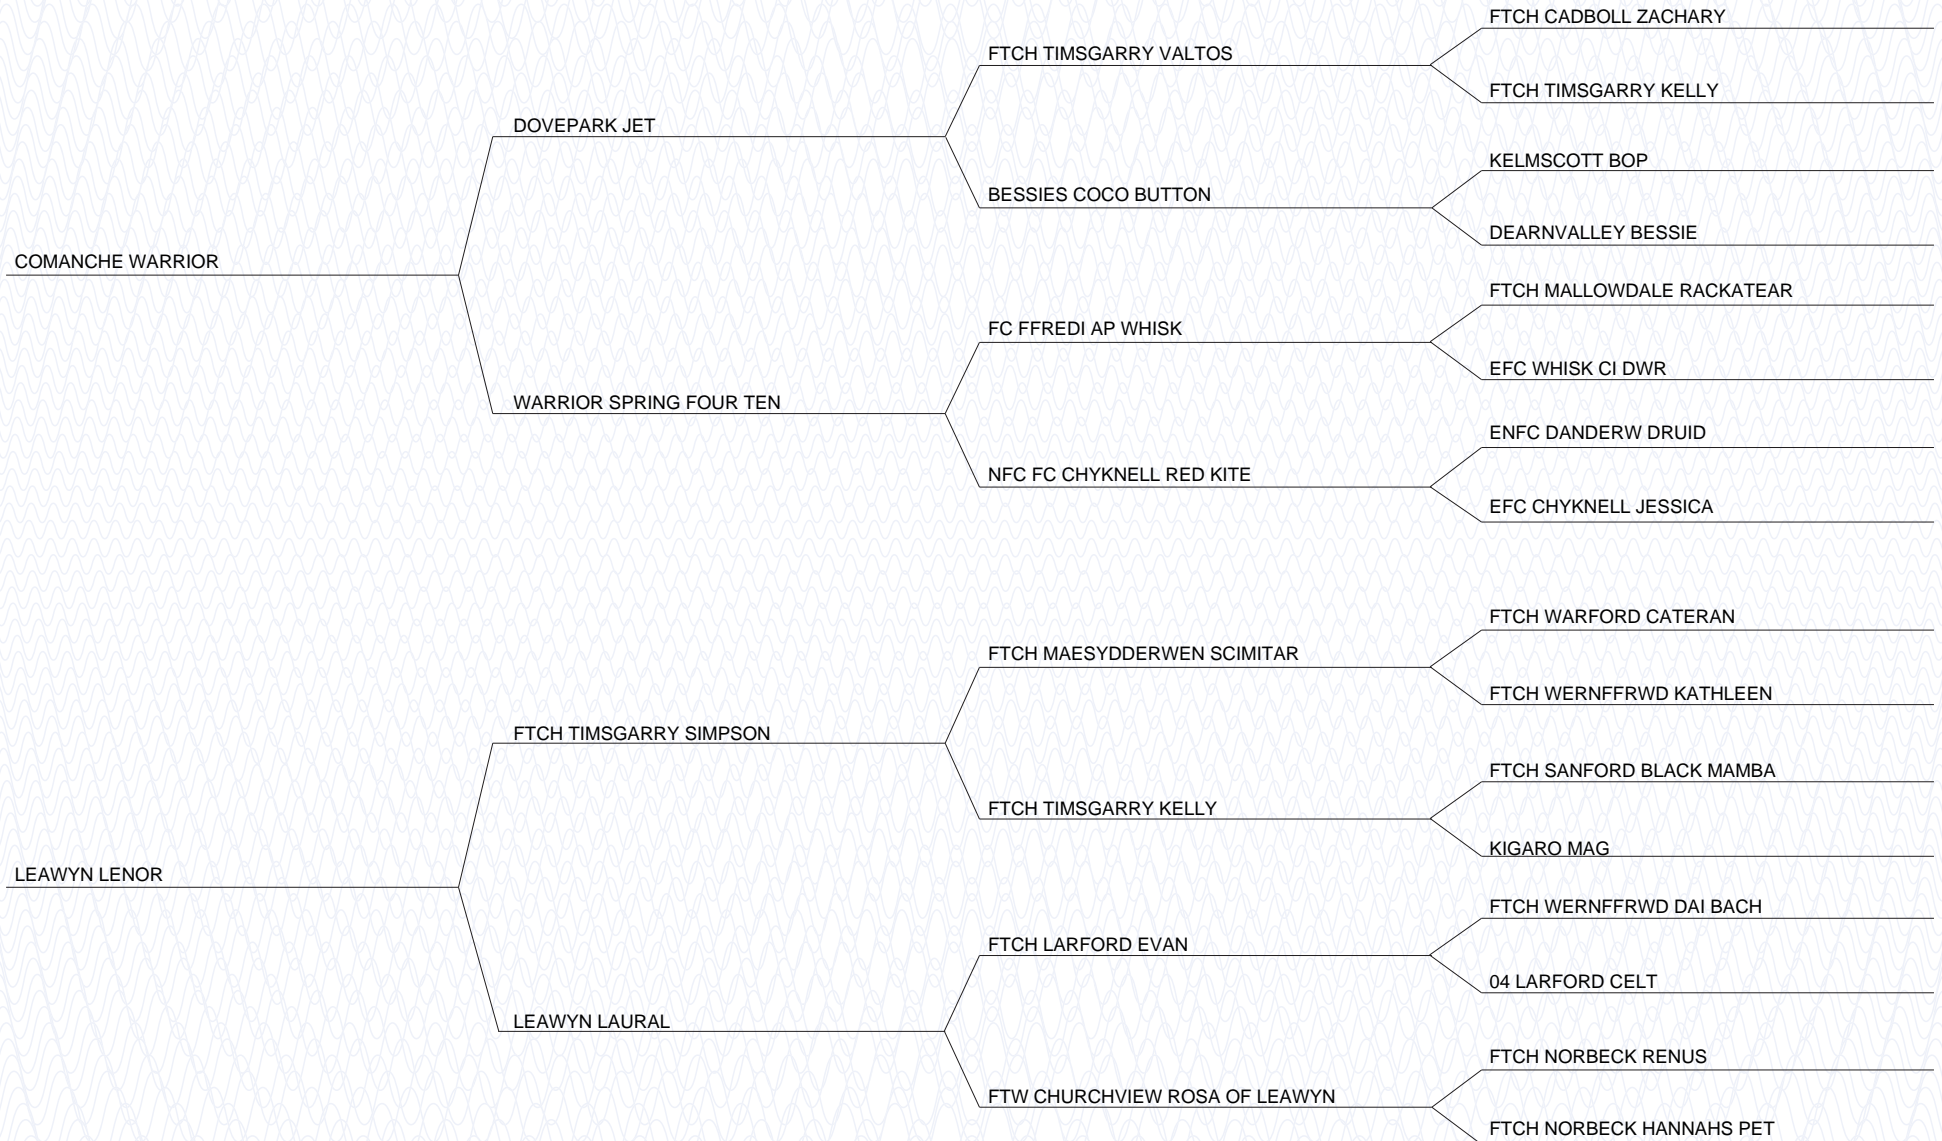 FTCH CADBOLL ZACHARY
FTCH TIMSGARRY VALTOS
FTCH TIMSGARRY KELLY
DOVEPARK JET
KELMSCOTT BOP
BESSIES COCO BUTTON
DEARNVALLEY BESSIE
COMANCHE WARRIOR
FTCH MALLOWDALE RACKATEAR
FC FFREDI AP WHISK
EFC WHISK CI DWR
WARRIOR SPRING FOUR TEN
ENFC DANDERW DRUID
NFC FC CHYKNELL RED KITE
EFC CHYKNELL JESSICA
FTCH WARFORD CATERAN
FTCH MAESYDDERWEN SCIMITAR
FTCH WERNFFRWD KATHLEEN
FTCH TIMSGARRY SIMPSON
FTCH SANFORD BLACK MAMBA
FTCH TIMSGARRY KELLY
KIGARO MAG
LEAWYN LENOR
FTCH WERNFFRWD DAI BACH
FTCH LARFORD EVAN
04 LARFORD CELT
LEAWYN LAURAL
FTCH NORBECK RENUS
FTW CHURCHVIEW ROSA OF LEAWYN
FTCH NORBECK HANNAHS PET